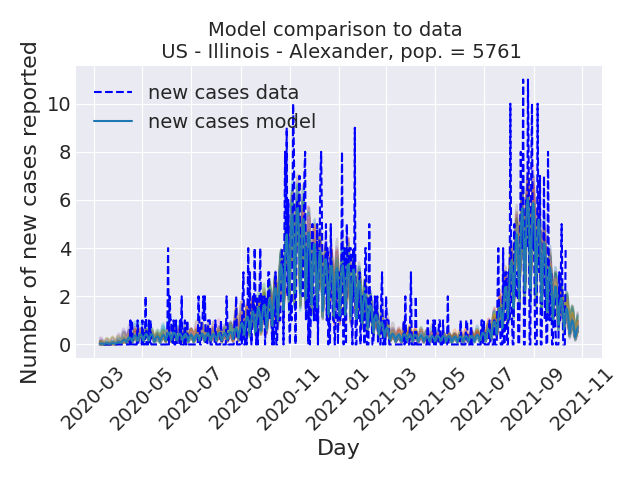 Model comparison to data
US - Illinois - Alexander, pop. = 5761
Number of new cases reported
new cases data
new cases model
10
8
6
4
2
0
2020-03
2020-05
2020-07
2020-09
2020-11
2021-01
2021-03
2021-05
2021-07
2021-09
2021-11
Day